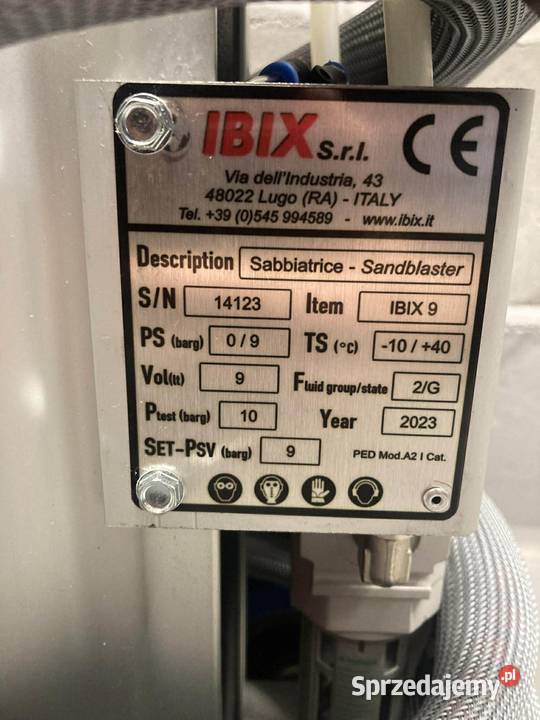 IBIX S.r.l.
CE
Via dell'Industria, 43
48022 Lugo (RA) - ITALY
Tel. +39 (0)545 994589 - www.ibix.it
Description Sabbiatrice - Sandblaster
S/N 14123 Item IBIX 9
PS (barg) 0/9 TS (°C) -10 / +40
Vol(lt) 9 Fluid group/state 2/G
Ptest (barg) 10 Year 2023
SET-PSV (barg) 9 PED Mod.A2 I Cat.
Sprzedajemy.pl